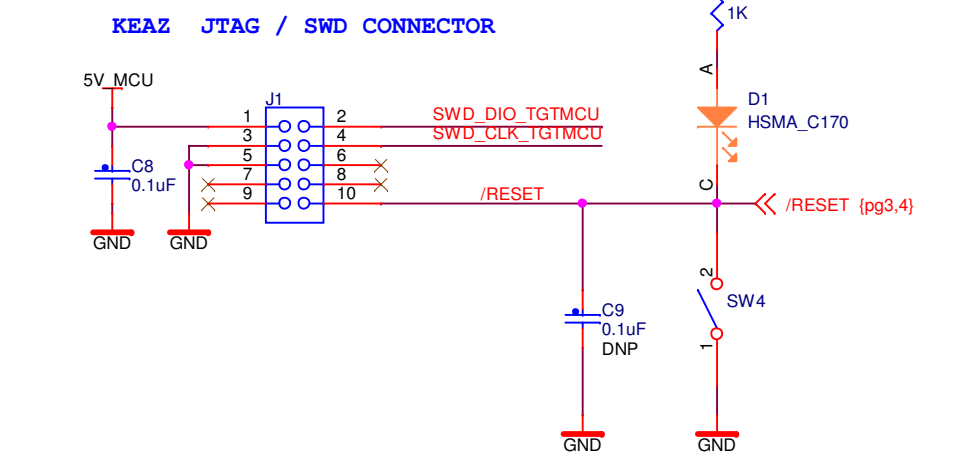 1K
KEAZ JTAG / SWD CONNECTOR
A
5V_MCU
J1
D1
HSMA_C170
1
2
SWD_DIO_TGTMCU
3
4
SWD_CLK_TGTMCU
5
6
C8
0.1uF
7
8
C
9
10
/RESET
/RESET {pg3,4}
GND
GND
2
SW4
C9
0.1uF
DNP
1
GND
GND